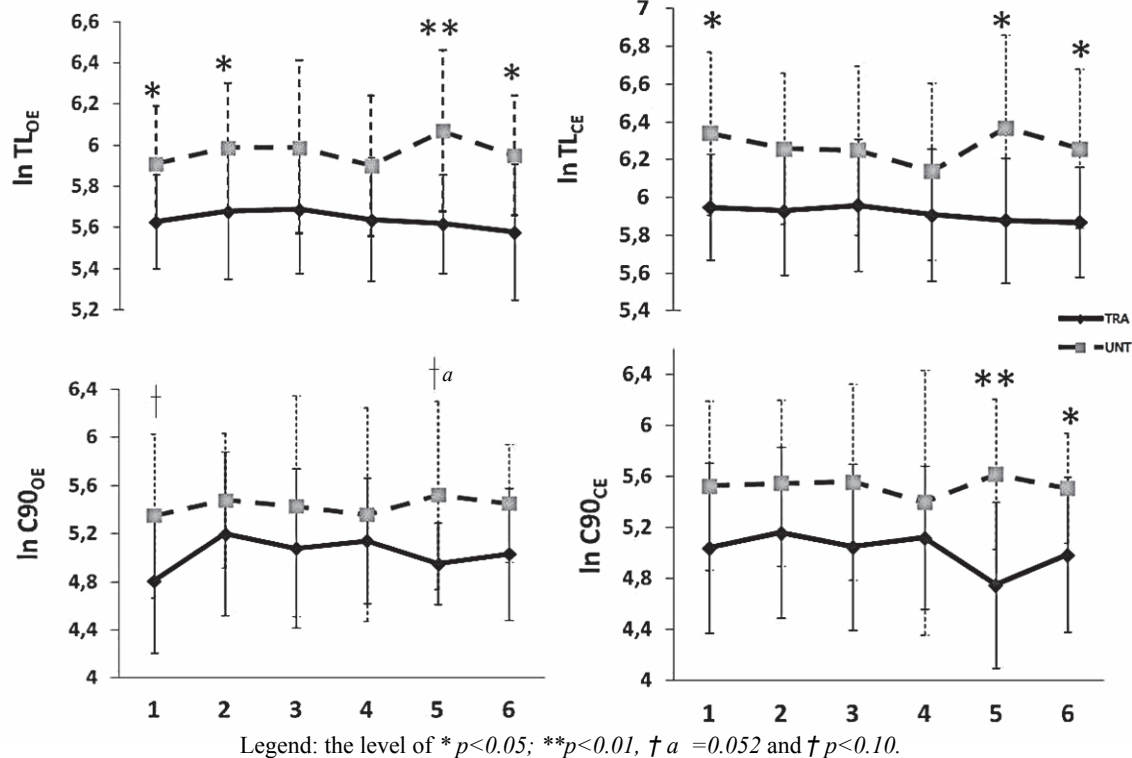 6,6
6,4
6,2
6
5,8
5,6
5,4
5,2
ln TL_OE
* * ** *
7
6,8
6,6
6,4
6,2
6
5,8
5,6
5,4
ln TL_CE
* * *
TRA
UNT
6,4
6
5,6
5,2
4,8
4,4
4
ln C90_OE
† †a
1 2 3 4 5 6
6,4
6
5,6
5,2
4,8
4,4
4
ln C90_CE
** *
1 2 3 4 5 6
Legend: the level of * p<0.05; **p<0.01, † a =0.052 and † p<0.10.